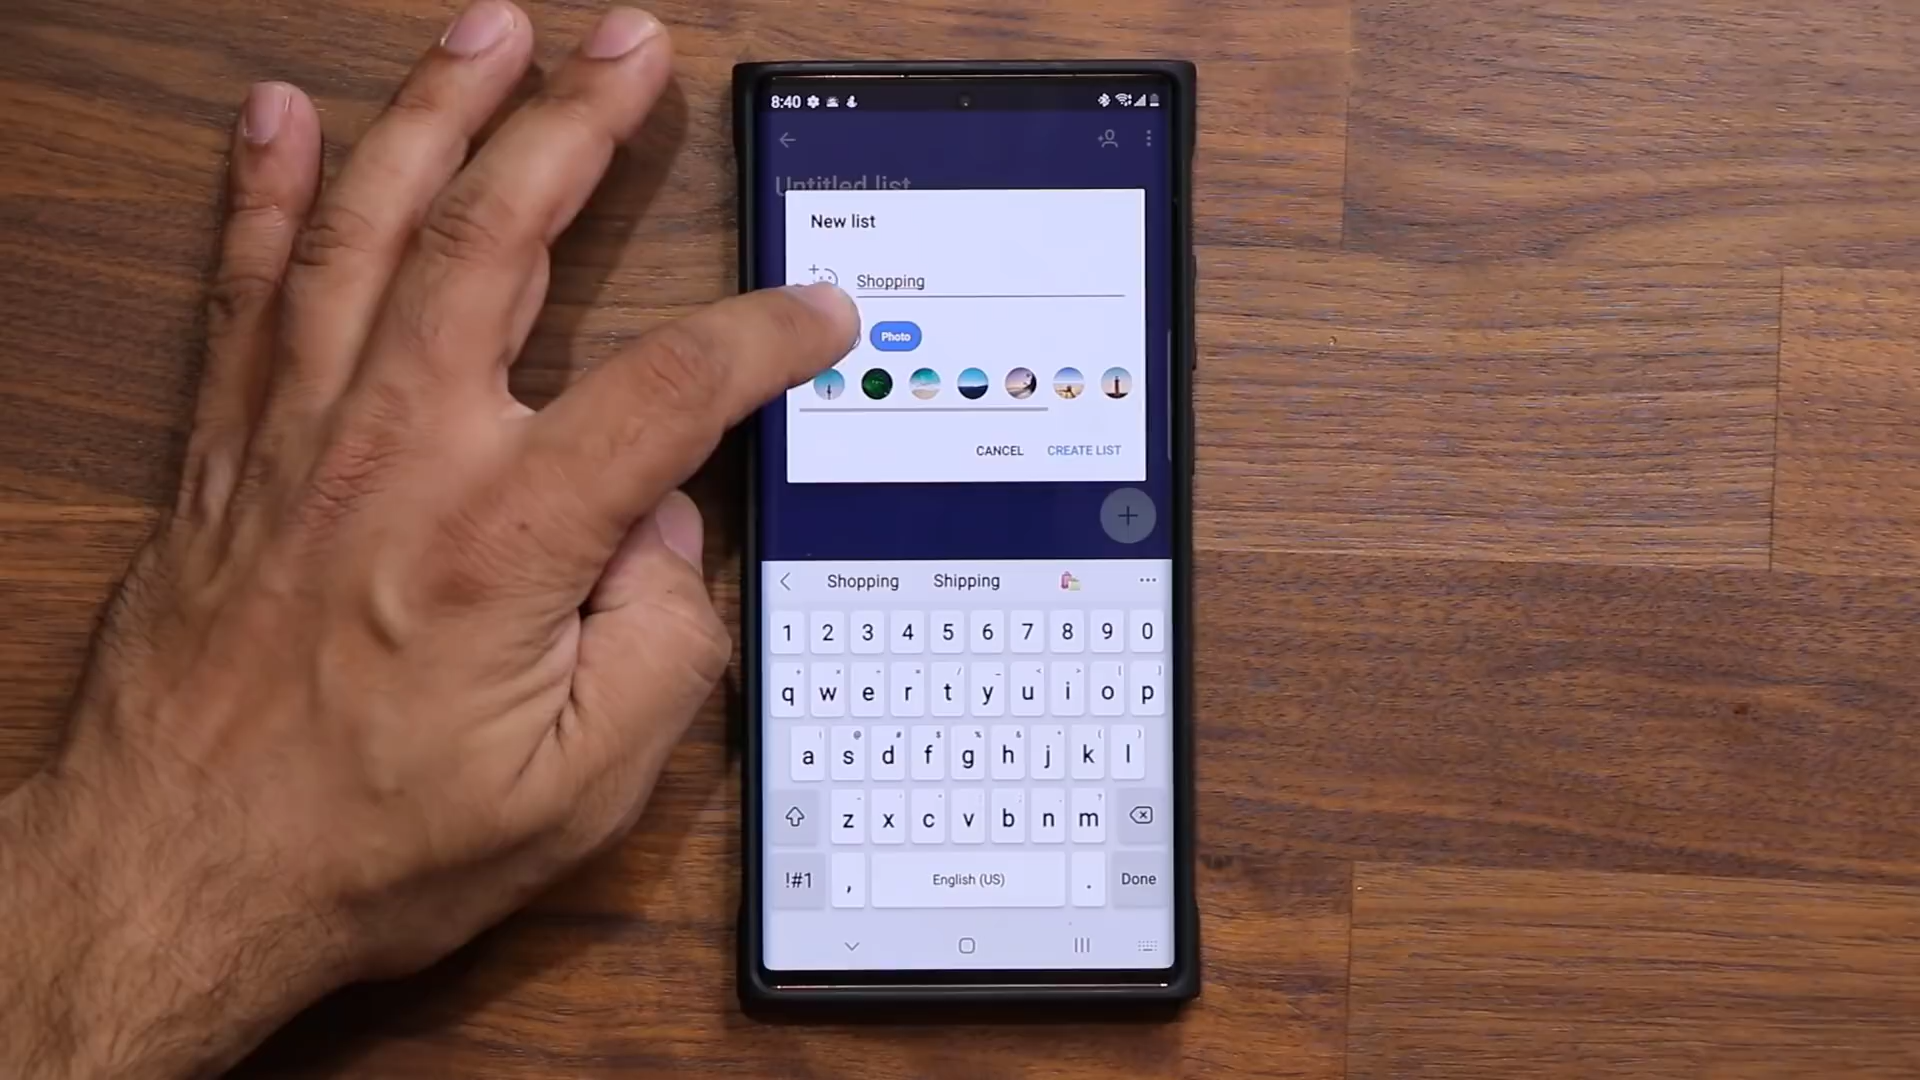 8:40
Untitled list
New list
Shopping
Photo
CANCEL CREATE LIST
Shopping Shipping
1 2 3 4 5 6 7 8 9 0
q w e r t y u i o p
a s d f g h j k l
z x c v b n m
!#1 , English (US) . Done